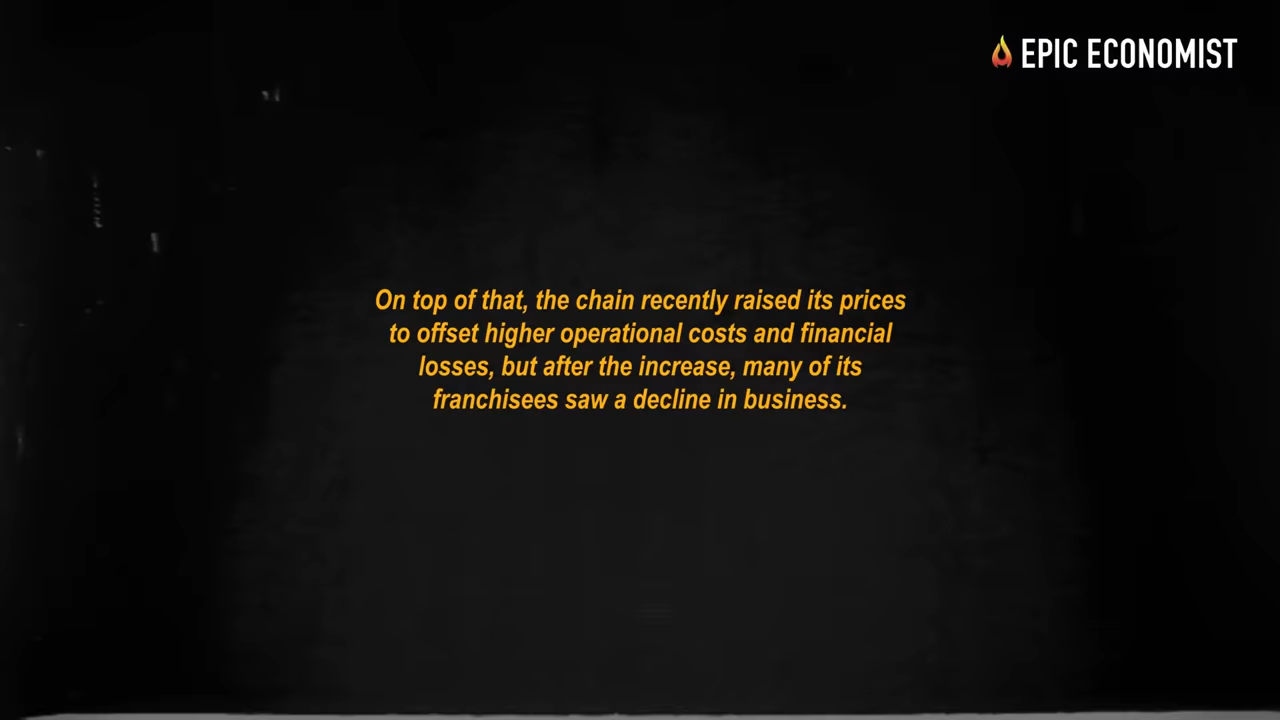 EPIC ECONOMIST
On top of that, the chain recently raised its prices
to offset higher operational costs and financial
losses, but after the increase, many of its
franchisees saw a decline in business.